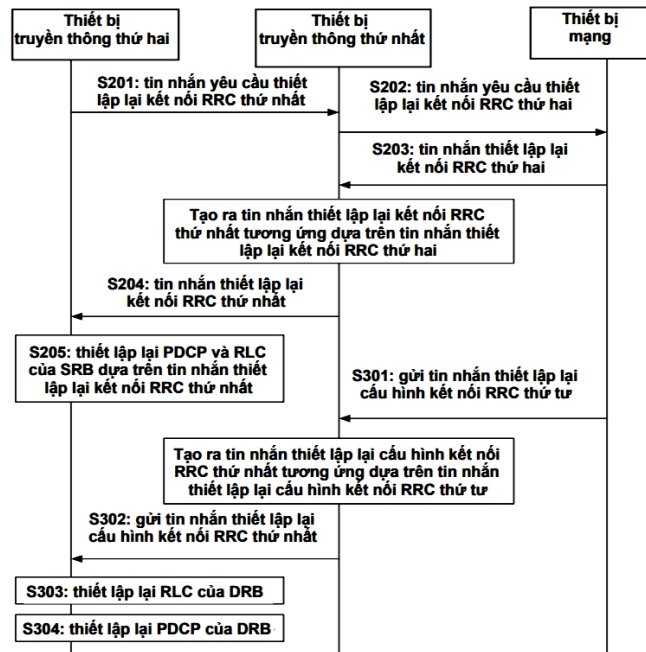 Thiết bị
truyền thông thứ hai
Thiết bị
truyền thông thứ nhất
Thiết bị
mạng
S201: tin nhắn yêu cầu thiết
lập lại kết nối RRC thứ nhất
S202: tin nhắn yêu cầu thiết
lập lại kết nối RRC thứ hai
S203: tin nhắn thiết lập lại
kết nối RRC thứ hai
Tạo ra tin nhắn thiết lập lại kết nối RRC
thứ nhất tương ứng dựa trên tin nhắn thiết
lập lại kết nối RRC thứ hai
S204: tin nhắn thiết lập lại
kết nối RRC thứ nhất
S205: thiết lập lại PDCP và RLC
của SRB dựa trên tin nhắn thiết
lập lại kết nối RRC thứ nhất
S301: gửi tin nhắn thiết lập lại
cấu hình kết nối RRC thứ tư
Tạo ra tin nhắn thiết lập lại cấu hình kết nối
RRC thứ nhất tương ứng dựa trên tin nhắn
thiết lập lại cấu hình kết nối RRC thứ tư
S302: gửi tin nhắn thiết lập lại
cấu hình kết nối RRC thứ nhất
S303: thiết lập lại RLC của DRB
S304: thiết lập lại PDCP của DRB